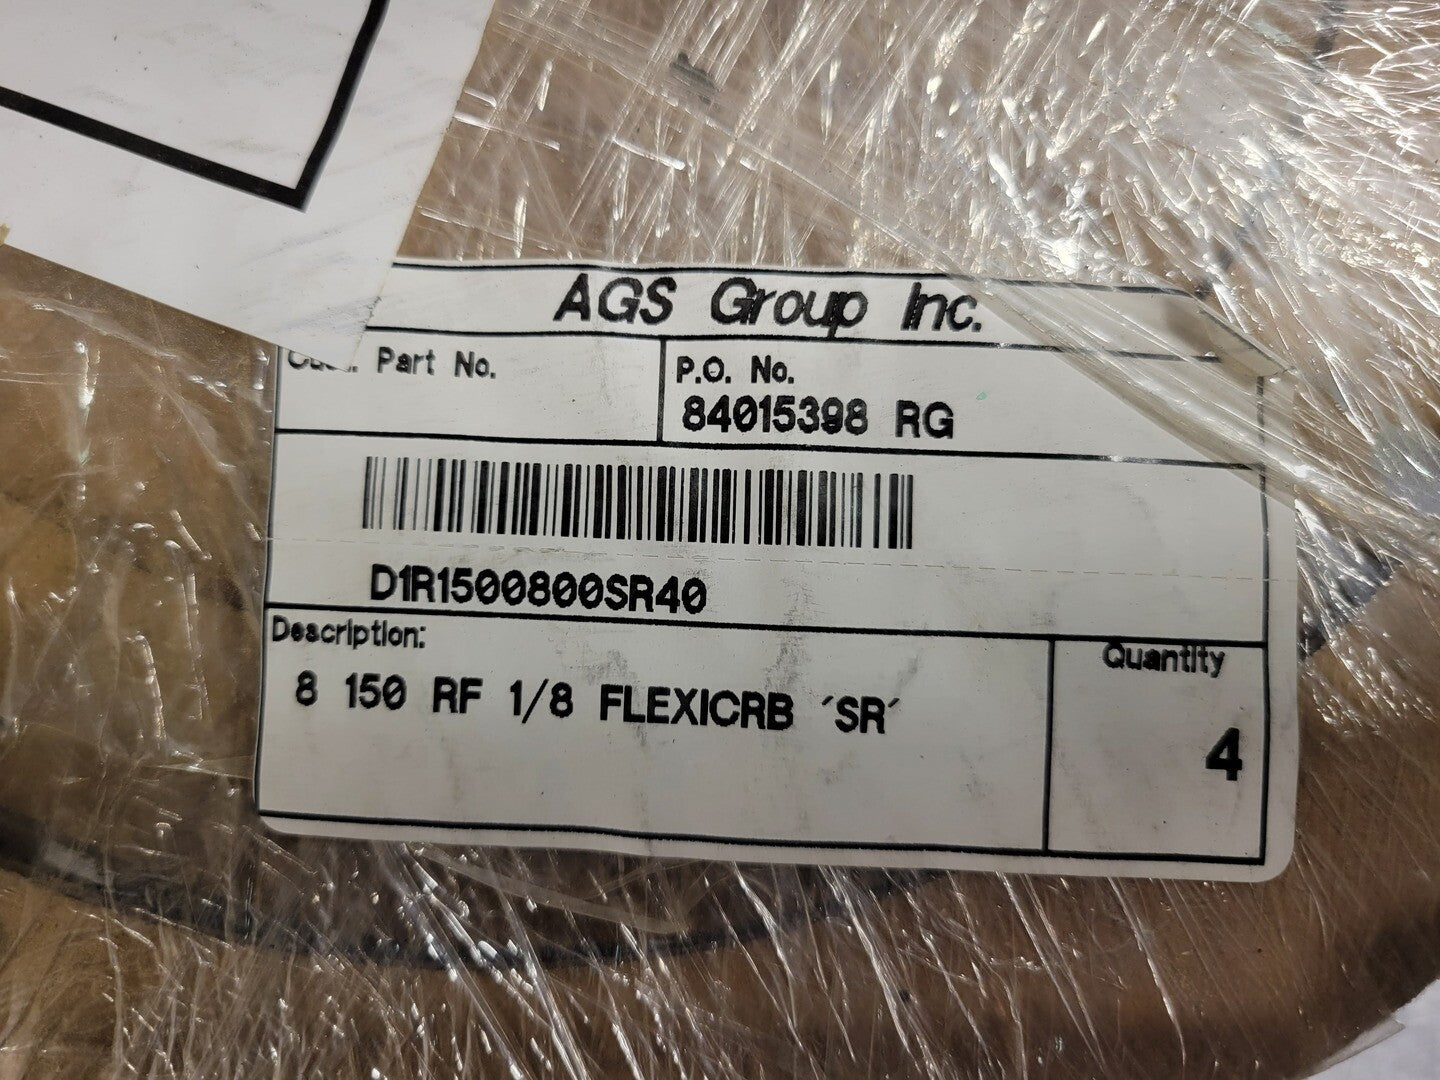 AGS Group Inc.
Part No.
P.O. No.
84015398 RG
D1R1500800SR40
Description:
8 150 RF 1/8 FLEXICRB ´SR´
Quantity
4